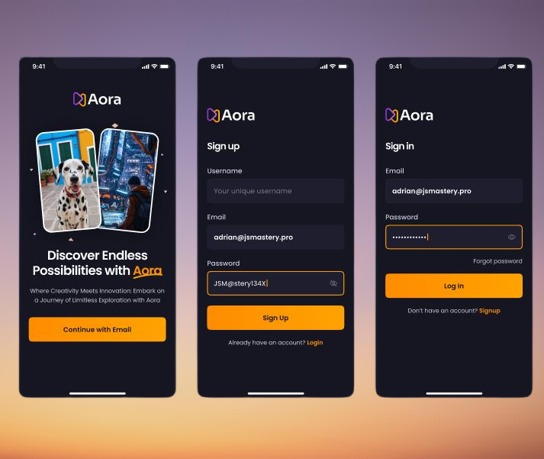 9:41
Aora
Discover Endless
Possibilities with Aora
Where Creativity Meets Innovation: Embark on
a Journey of Limitless Exploration with Aora
Continue with Email
9:41
Aora
Sign up
Username
Your unique username
Email
adrian@jsmastery.pro
Password
JSM@stery134X
Sign Up
Already have an account? Login
9:41
Aora
Sign in
Email
adrian@jsmastery.pro
Password
Forgot password
Log In
Don't have an account? Signup